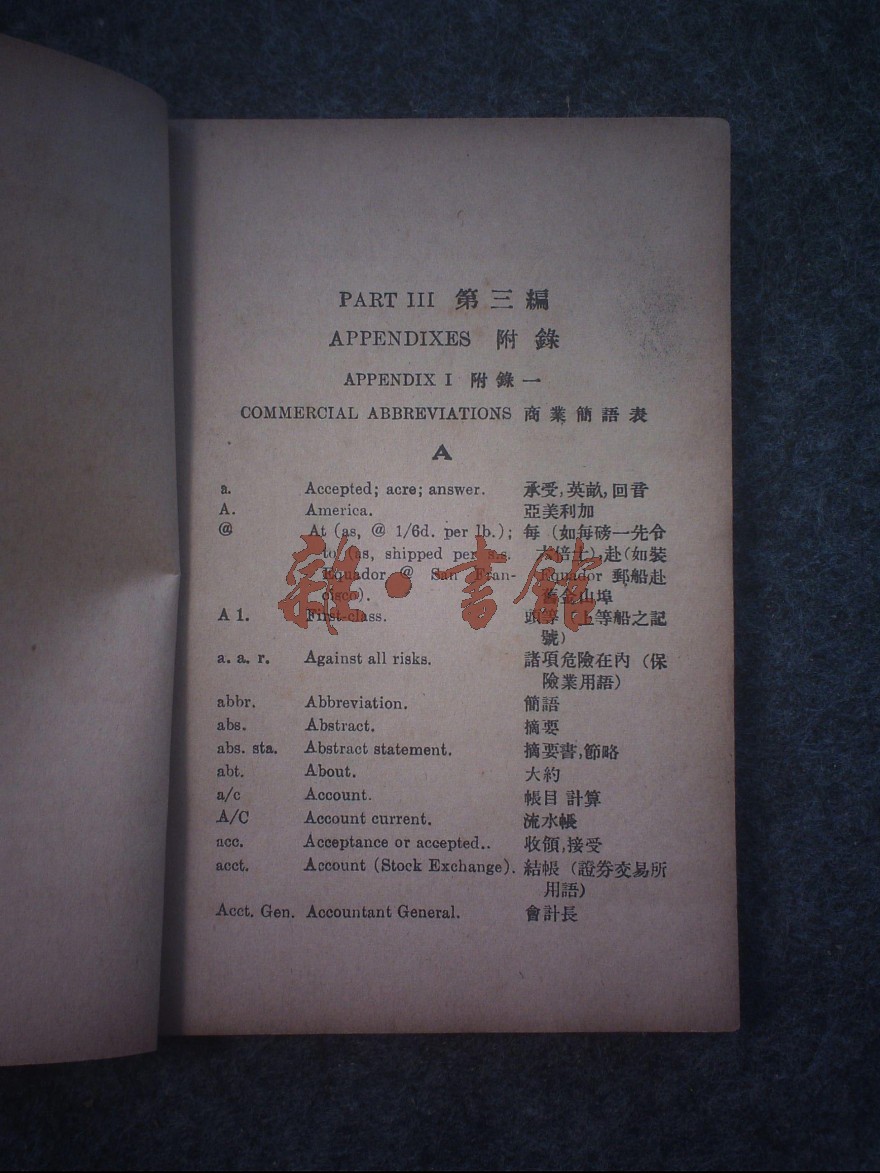 PART III 第三編
APPENDIXES 附錄
APPENDIX I 附錄一
COMMERCIAL ABBREVIATIONS 商業簡語表
A
a. Accepted; acre; answer. 承受,英畝,回音
A. America. 亞美利加
@ At (as, @ 1/6d. per lb.); 每 (如每磅一先令
to (as, shipped per s.s. 六偣士),赴(如裝
Equador @ San Fran- Equador 郵船赴
cisco). 舊金山埠
A 1. First-class. 頭等 (上等船之記
號)
a. a. r. Against all risks. 諸項危險在內 (保
險業用語)
abbr. Abbreviation. 簡語
abs. Abstract. 摘要
abs. sta. Abstract statement. 摘要書,節略
abt. About. 大約
a/c Account. 帳目 計算
A/C Account current. 流水帳
acc. Acceptance or accepted.. 收領,接受
acct. Account (Stock Exchange). 結帳 (證券交易所
用語)
Acct. Gen. Accountant General. 會計長
雜·書館